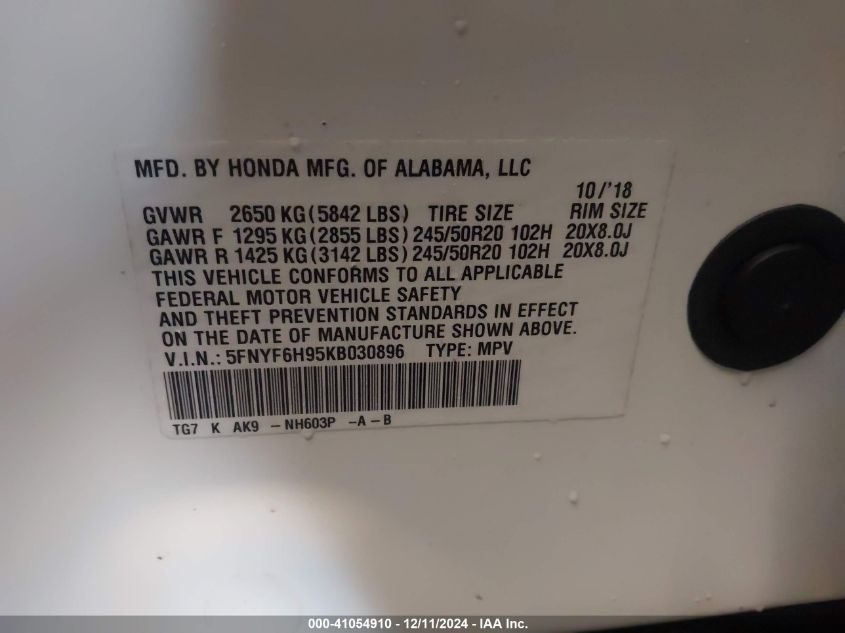 MFD. BY HONDA MFG. OF ALABAMA, LLC
10/'18
GVWR 2650 KG(5842 LBS) TIRE SIZE RIM SIZE
GAWR F 1295 KG(2855 LBS) 245/50R20 102H 20X8.0J
GAWR R 1425 KG(3142 LBS) 245/50R20 102H 20X8.0J
THIS VEHICLE CONFORMS TO ALL APPLICABLE
FEDERAL MOTOR VEHICLE SAFETY
AND THEFT PREVENTION STANDARDS IN EFFECT
ON THE DATE OF MANUFACTURE SHOWN ABOVE.
V.I.N.: 5FNYF6H95KB030896 TYPE: MPV
TG7 K AK9 -NH603P -A-B
000-41054910 - 12/11/2024 - IAA Inc.